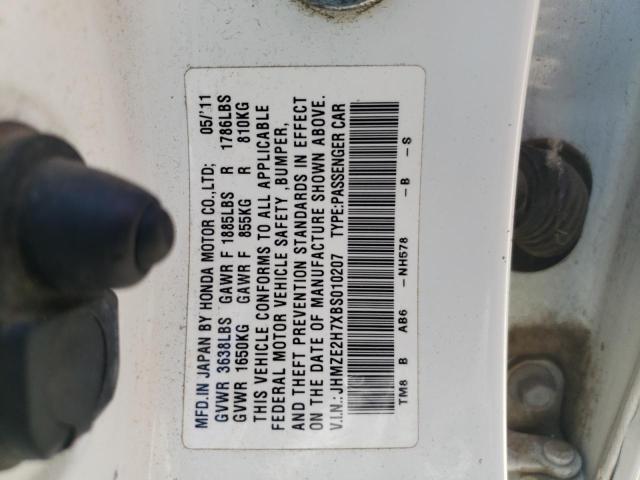 MFD.IN JAPAN BY HONDA MOTOR CO.,LTD; 05/'11
GVWR 3638LBS GAWR F 1885LBS R 1786LBS
GVWR 1650KG GAWR F 855KG R 810KG
THIS VEHICLE CONFORMS TO ALL APPLICABLE
FEDERAL MOTOR VEHICLE SAFETY ,BUMPER,
AND THEFT PREVENTION STANDARDS IN EFFECT
ON THE DATE OF MANUFACTURE SHOWN ABOVE.
V.I.N.: JHMZE2H7XBS010207 TYPE:PASSENGER CAR
TM8 B AB6 -NH578 -B -S